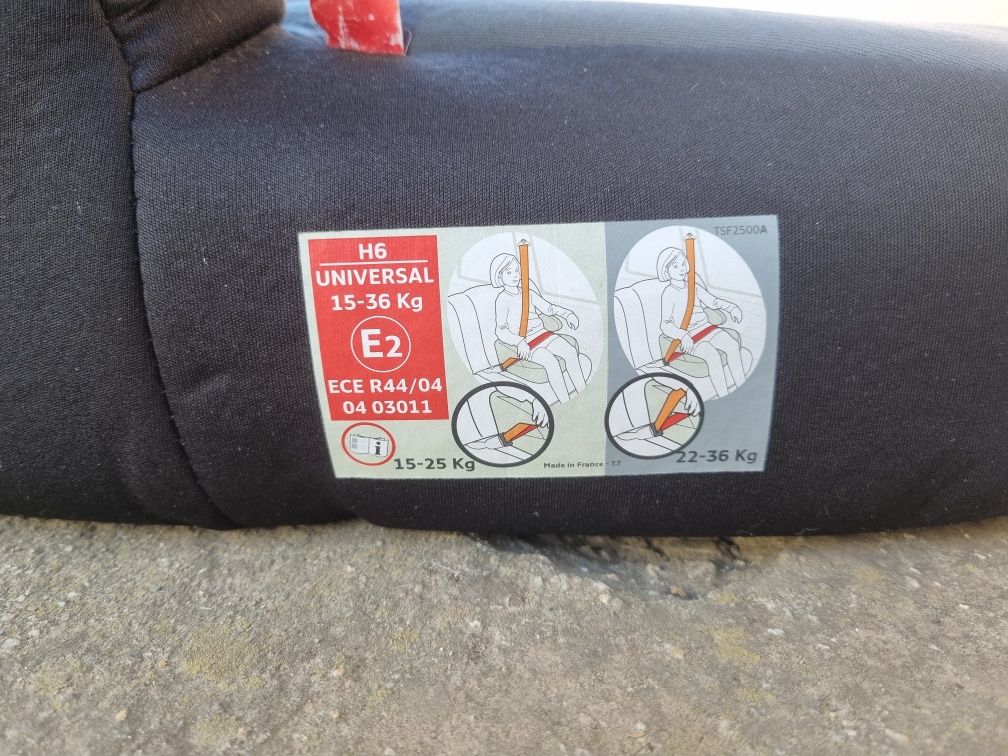 H6
UNIVERSAL
15-36 Kg
E2
ECE R44/04
04 03011
i
15-25 Kg
Made in France - T.T
TSF2500A
22-36 Kg